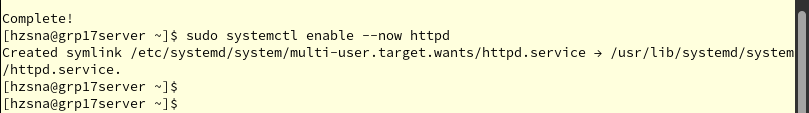 Complete!
[hzsna@grp17server ~]$ sudo systemctl enable --now httpd
Created symlink /etc/systemd/system/multi-user.target.wants/httpd.service → /usr/lib/systemd/system
/httpd.service.
[hzsna@grp17server ~]$
[hzsna@grp17server ~]$